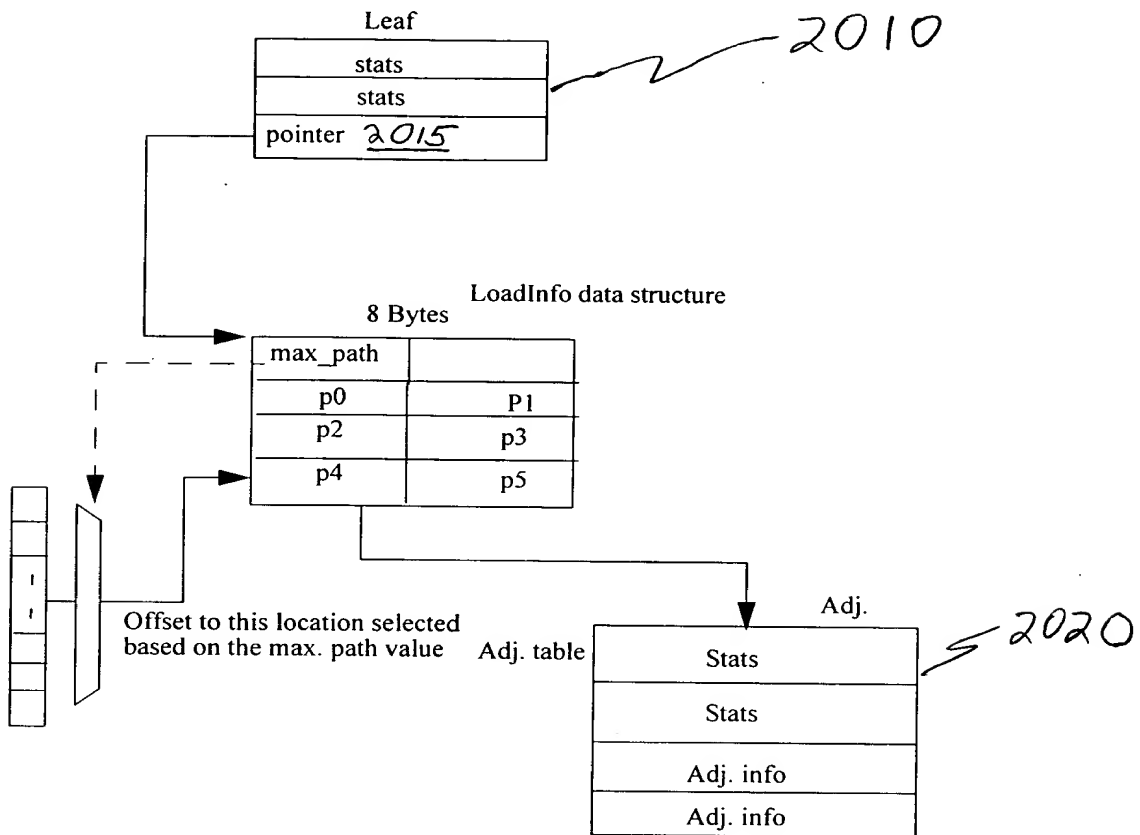 Leaf
2010
stats
stats
pointer 2015
LoadInfo data structure
8 Bytes
max_path
p0 P1
p2 p3
p4 p5
Offset to this location selected
based on the max. path value
Adj.
Adj. table
2020
Stats
Stats
Adj. info
Adj. info